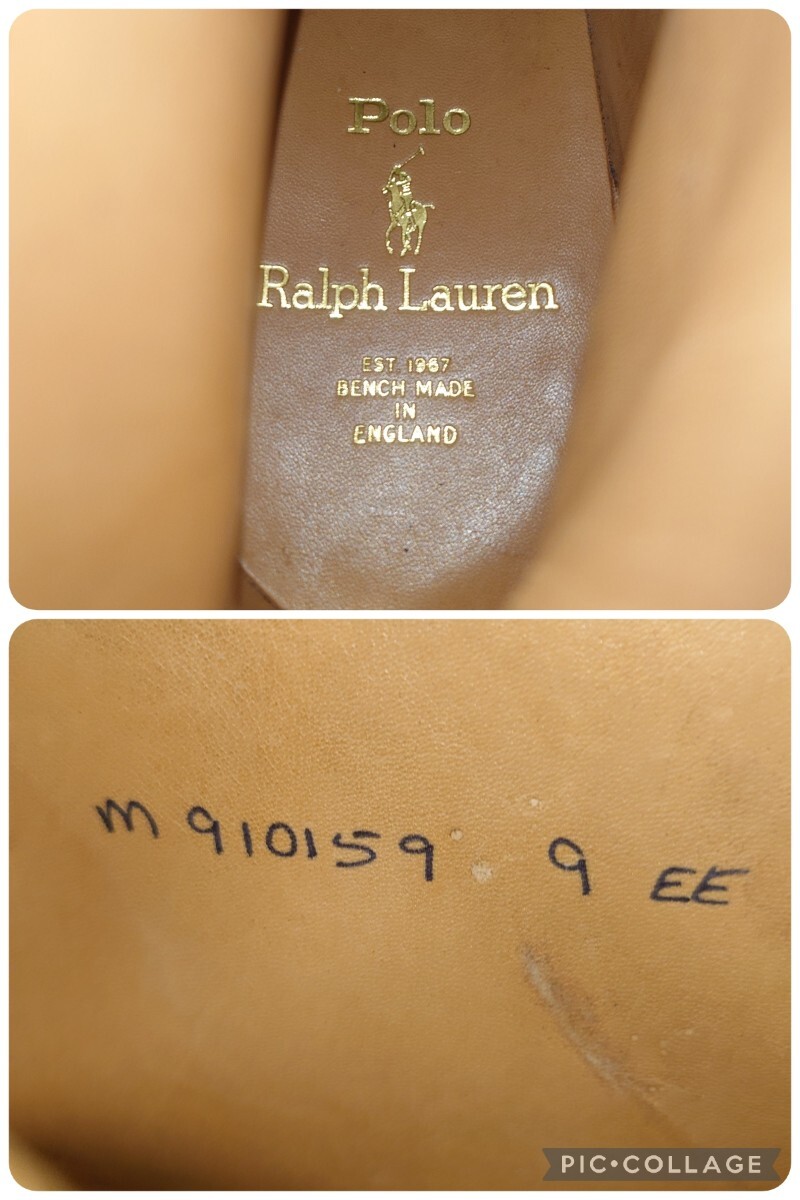 Polo
Ralph Lauren
EST 1967
BENCH MADE
IN
ENGLAND
M 910159 9 EE
PIC•COLLAGE